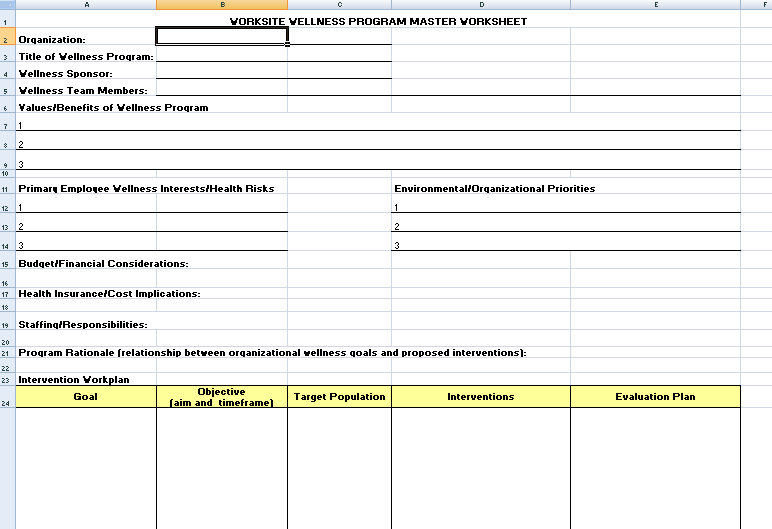 A B C D E F
1 WORKSITE WELLNESS PROGRAM MASTER WORKSHEET
2 Organization:
3 Title of Wellness Program:
4 Wellness Sponsor:
5 Wellness Team Members:
6 Values/Benefits of Wellness Program
7 1
8 2
9 3
10
11 Primary Employee Wellness Interests/Health Risks Environmental/Organizational Priorities
12 1 1
13 2 2
14 3 3
15 Budget/Financial Considerations:
16
17 Health Insurance/Cost Implications:
18
19 Staffing/Responsibilities:
20
21 Program Rationale (relationship between organizational wellness goals and proposed interventions):
22
23 Intervention Workplan
24 Goal Objective (aim and timeframe) Target Population Interventions Evaluation Plan